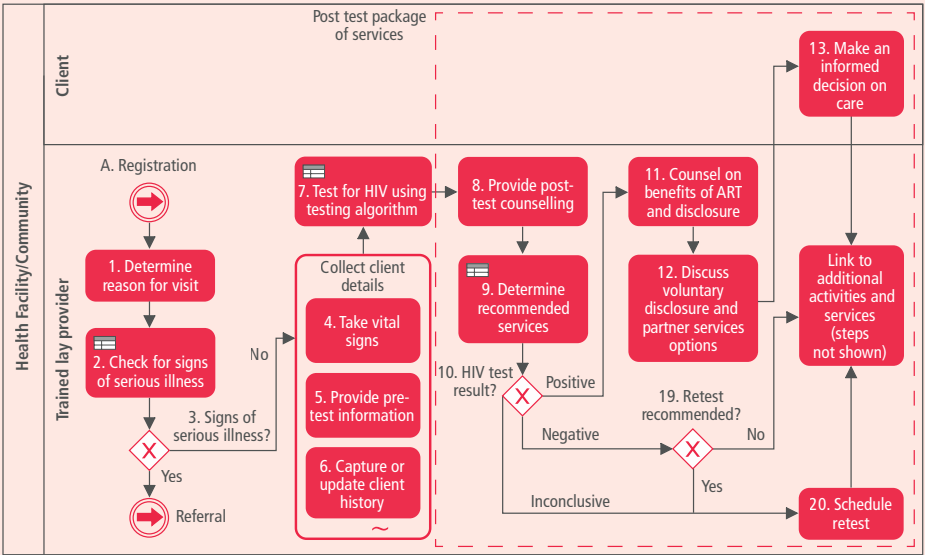 Health Facility/Community
Client
Trained lay provider
Post test package
of services
13. Make an
informed
decision on
care
A. Registration
1. Determine
reason for visit
2. Check for signs
of serious illness
3. Signs of
serious illness?
No
Yes
Referral
7. Test for HIV using
testing algorithm
Collect client
details
4. Take vital
signs
5. Provide pre-
test information
6. Capture or
update client
history
~
8. Provide post-
test counselling
9. Determine
recommended
services
10. HIV test
result?
X
X
X
Positive
Negative
Inconclusive
11. Counsel on
benefits of ART
and disclosure
12. Discuss
voluntary
disclosure and
partner services
options
19. Retest
recommended?
No
Yes
Link to
additional
activities and
services
(steps
not shown)
20. Schedule
retest